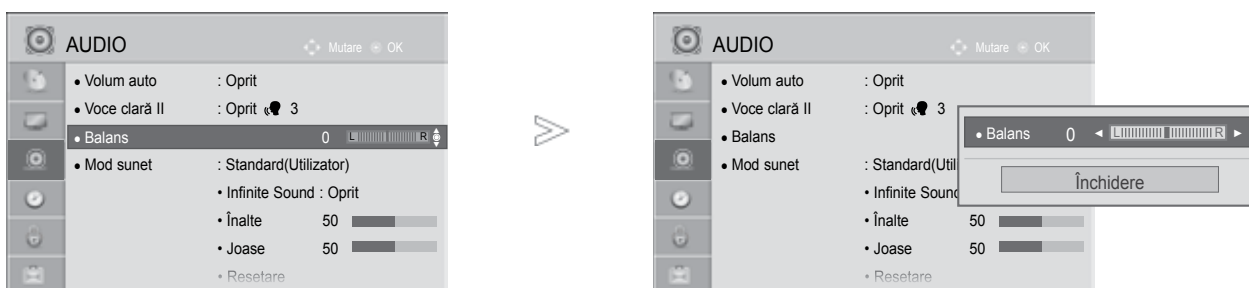 AUDIO
Mutare OK
• Volum auto : Oprit
• Voce clară II : Oprit 3
• Balans 0 L R
• Mod sunet : Standard(Utilizator)
• Infinite Sound : Oprit
• Înalte 50
• Joase 50
• Resetare
AUDIO
Mutare OK
• Volum auto : Oprit
• Voce clară II : Oprit 3
• Balans
• Mod sunet : Standard(Util
• Infinite Sound
• Înalte 50
• Joase 50
• Resetare
• Balans 0 ◄ L R ►
Închidere